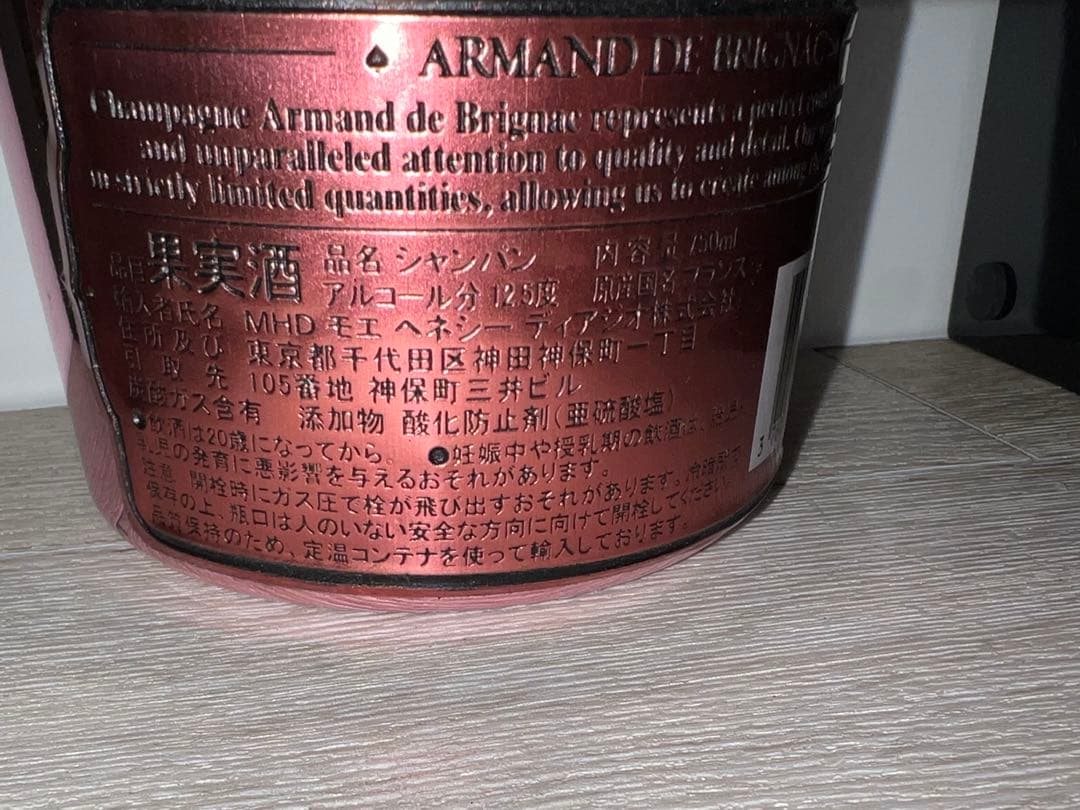 ♠ ARMAND DE BRIGNAC
Champagne Armand de Brignac represents a perfect
and unparalleled attention to quality and detail.
in strictly limited quantities, allowing us to create among
品目 果実酒 品名 シャンパン 内容量 750ml
アルコール分 12.5度 原産国名 フランス
輸入者氏名 MHD モエ ヘネシー ディアジオ株式会社
住所及び 東京都千代田区神田神保町一丁目
引取先 105番地 神保町三井ビル
炭酸ガス含有 添加物 酸化防止剤(亜硫酸塩)
●飲酒は20歳になってから。 ●妊娠中や授乳期の飲酒は、
乳児の発育に悪影響を与えるおそれがあります。
注意 開栓時にガス圧で栓が飛び出すおそれがあります。冷暗所で
保存の上、瓶口は人のいない安全な方向に向けて開栓してください。
品質保持のため、定温コンテナを使って輸入しております。
3